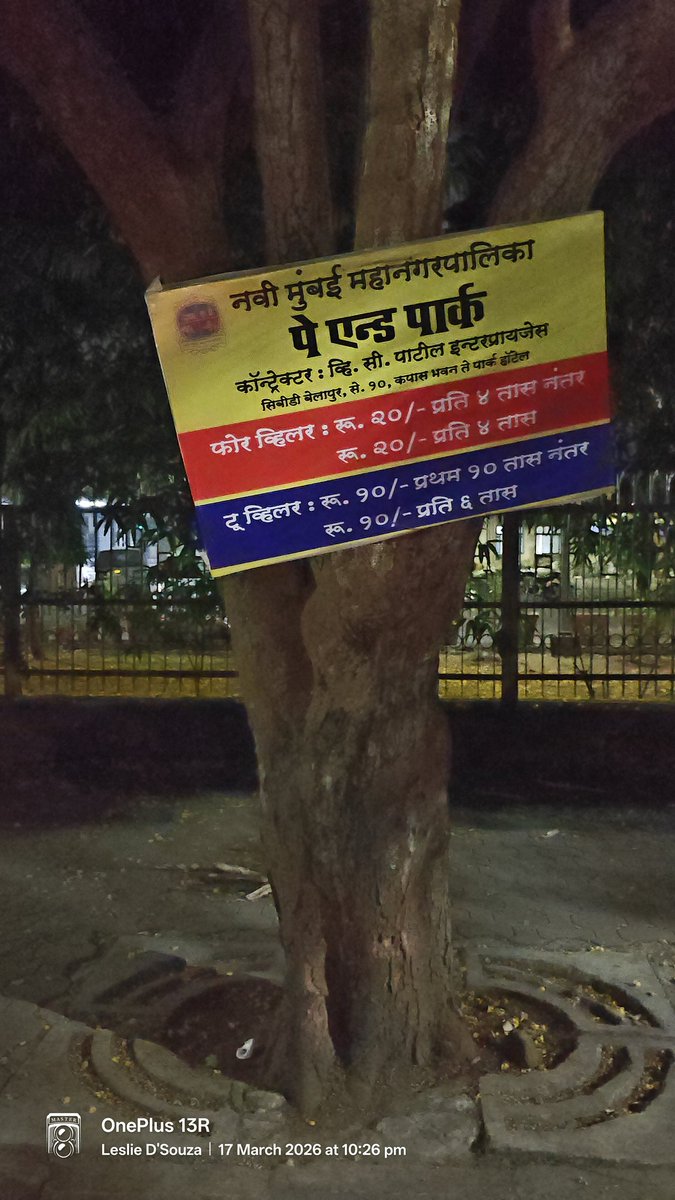 नवी मुंबई महानगरपालिका
पे एन्ड पार्क
कॉन्ट्रेक्टर : व्हि. सी. पाटील इन्टरप्रायजेस
सिबीडी बेलापुर, से. १०, कपास भवन ते पार्क हॉटेल
फोर व्हिलर : रू. २०/- प्रति ४ तास नंतर
रू. २०/- प्रति ४ तास
टू व्हिलर : रू. १०/- प्रथम १० तास नंतर
रू. १०/- प्रति ६ तास
MASTER
OnePlus 13R
Leslie D'Souza | 17 March 2026 at 10:26 pm